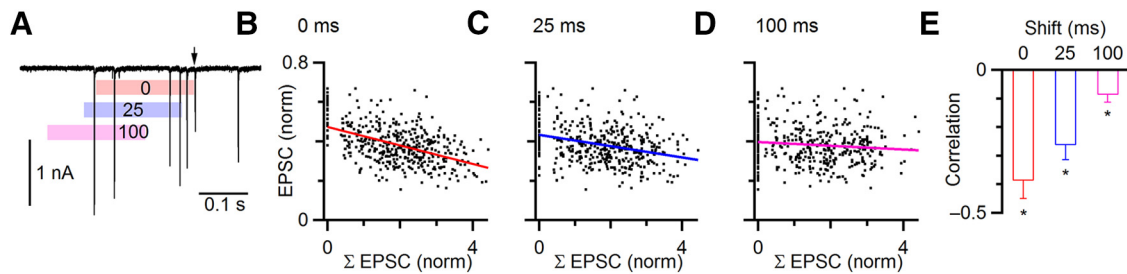 A
B
0 ms
C
25 ms
D
100 ms
E
Shift (ms)
0
25
100
0
25
100
1 nA
0.1 s
0.8
EPSC (norm)
0
0
4
Σ EPSC (norm)
0
4
Σ EPSC (norm)
0
4
Σ EPSC (norm)
0
Correlation
–0.5
*
*
*